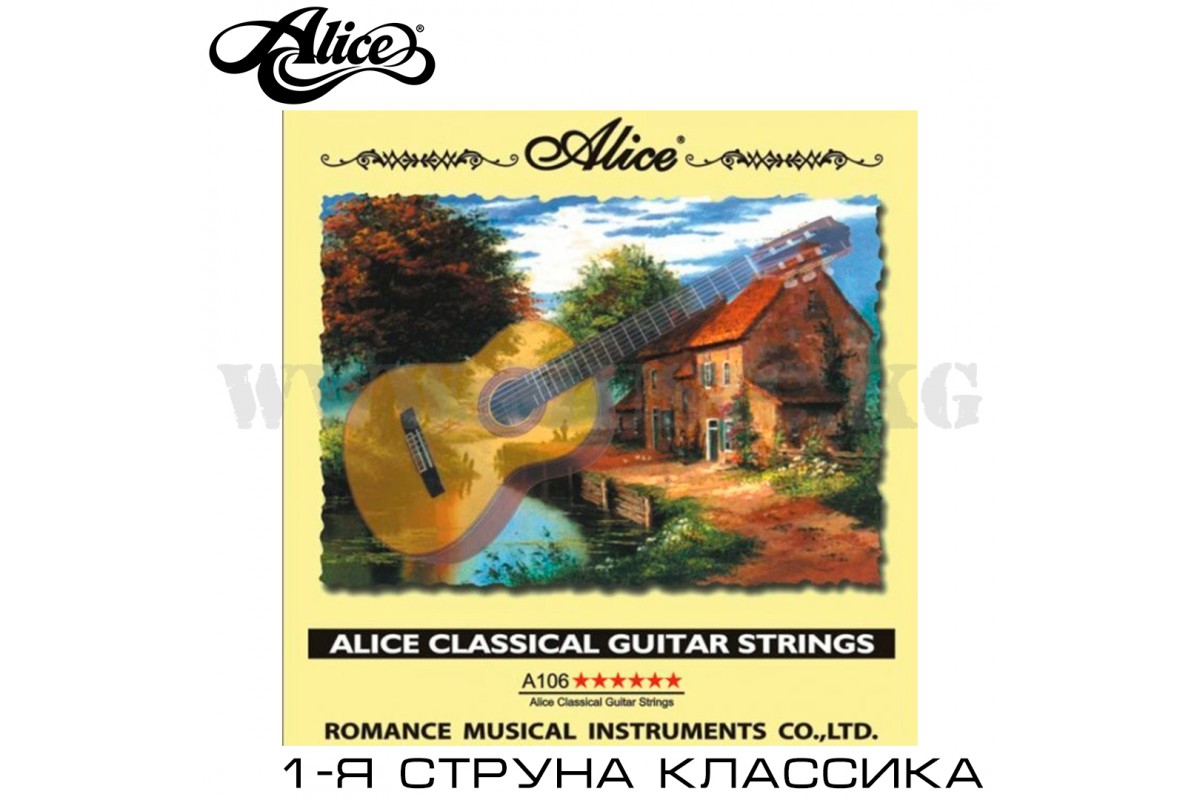 Alice®
Alice®
ALICE CLASSICAL GUITAR STRINGS
A106★★★★★★
Alice Classical Guitar Strings
ROMANCE MUSICAL INSTRUMENTS CO.,LTD.
1-Я СТРУНА КЛАССИКА